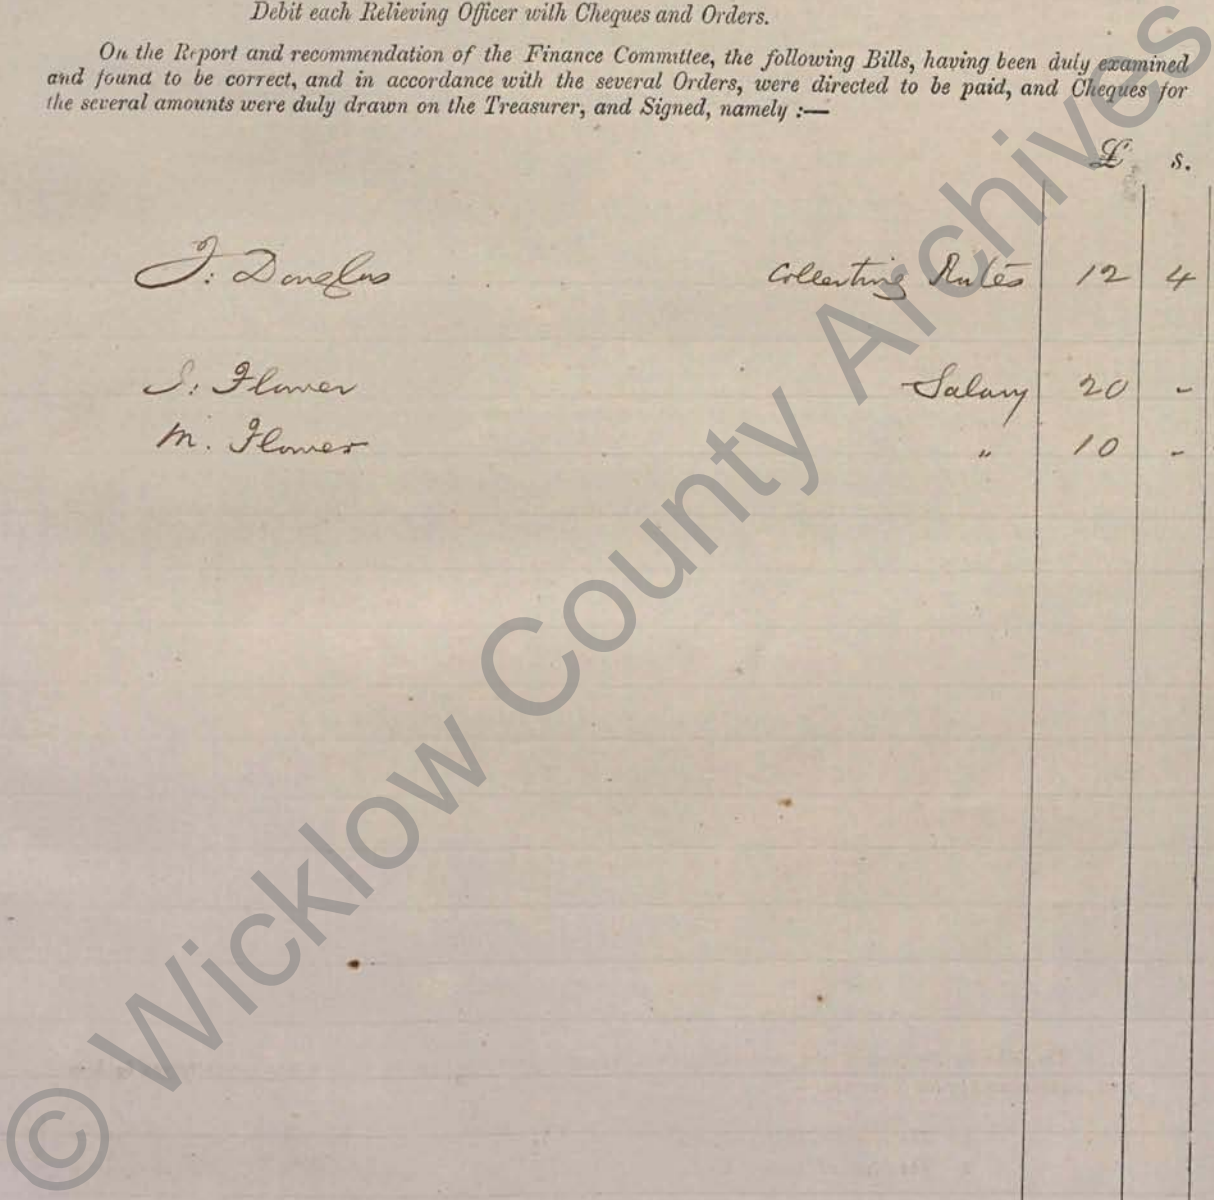 Debit each Relieving Officer with Cheques and Orders.
On the Report and recommendation of the Finance Committee, the following Bills, having been duly examined
and found to be correct, and in accordance with the several Orders, were directed to be paid, and Cheques for
the several amounts were duly drawn on the Treasurer, and Signed, namely :—
£ s.
J. Douglas Collecting Rates 12 4
S. Flower Salary 20 -
M. Flower " 10 -
© Wicklow County Archives